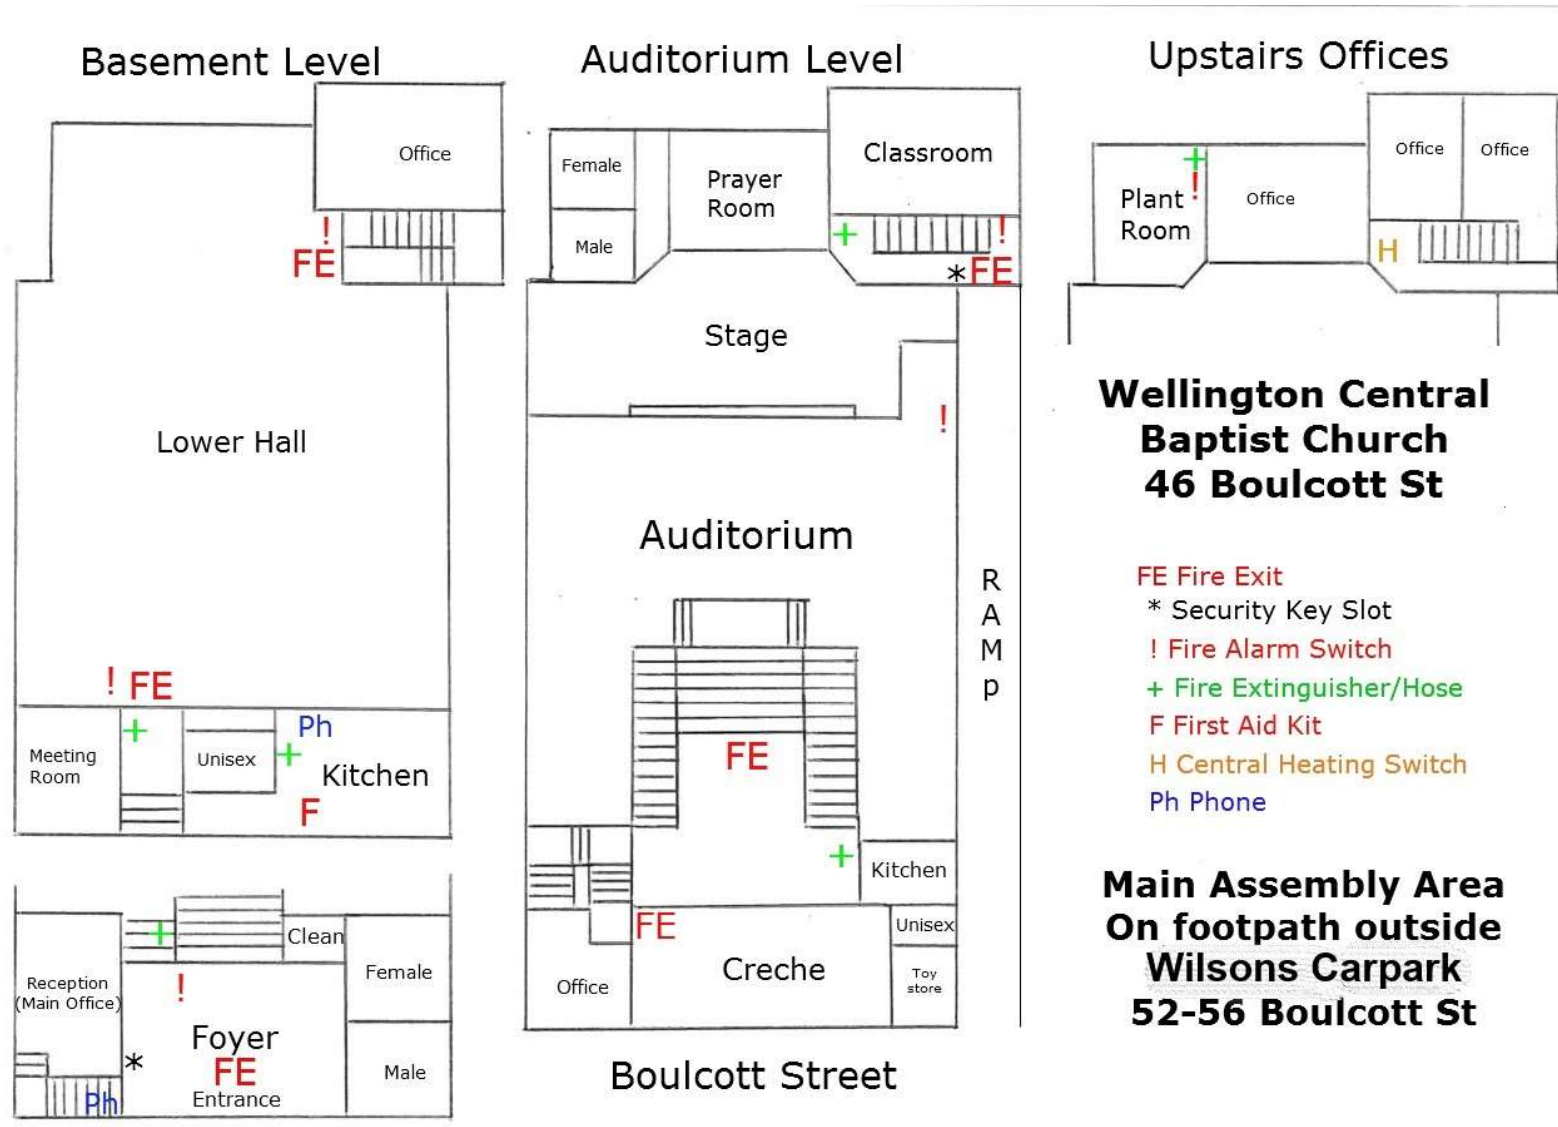 Basement Level
Office
!
FE
Lower Hall
! FE
+
Meeting
Room
Unisex
+
Ph
Kitchen
F
Reception
(Main Office)
+
Clean
!
Female
Foyer
*
FE
Entrance
Male
Ph
Auditorium Level
Female
Male
Prayer
Room
Classroom
+
!
*FE
Stage
!
Auditorium
R
A
M
p
FE
+
Kitchen
FE
Unisex
Office
Creche
Toy
store
Boulcott Street
Upstairs Offices
+
!
Plant
Room
Office
Office
Office
H
Wellington Central
Baptist Church
46 Boulcott St
FE Fire Exit
* Security Key Slot
! Fire Alarm Switch
+ Fire Extinguisher/Hose
F First Aid Kit
H Central Heating Switch
Ph Phone
Main Assembly Area
On footpath outside
Wilsons Carpark
52-56 Boulcott St